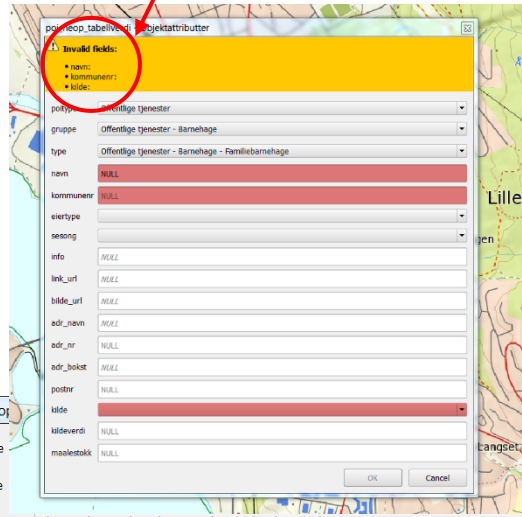 Objektattributter
Invalid fields:
• navn:
• kommunenr:
• kilde:
Offentlige tjenester
gruppe Offentlige tjenester - Barnehage
type Offentlige tjenester - Barnehage - Familiebarnehage
navn NULL
kommunenr NULL
eiertype
sesong
info NULL
link_url NULL
bilde_url NULL
adr_navn NULL
adr_nr NULL
adr_bokst NULL
postnr NULL
kilde
kildeverdi NULL
maalestokk NULL
OK Cancel
Lille
gen
Langset